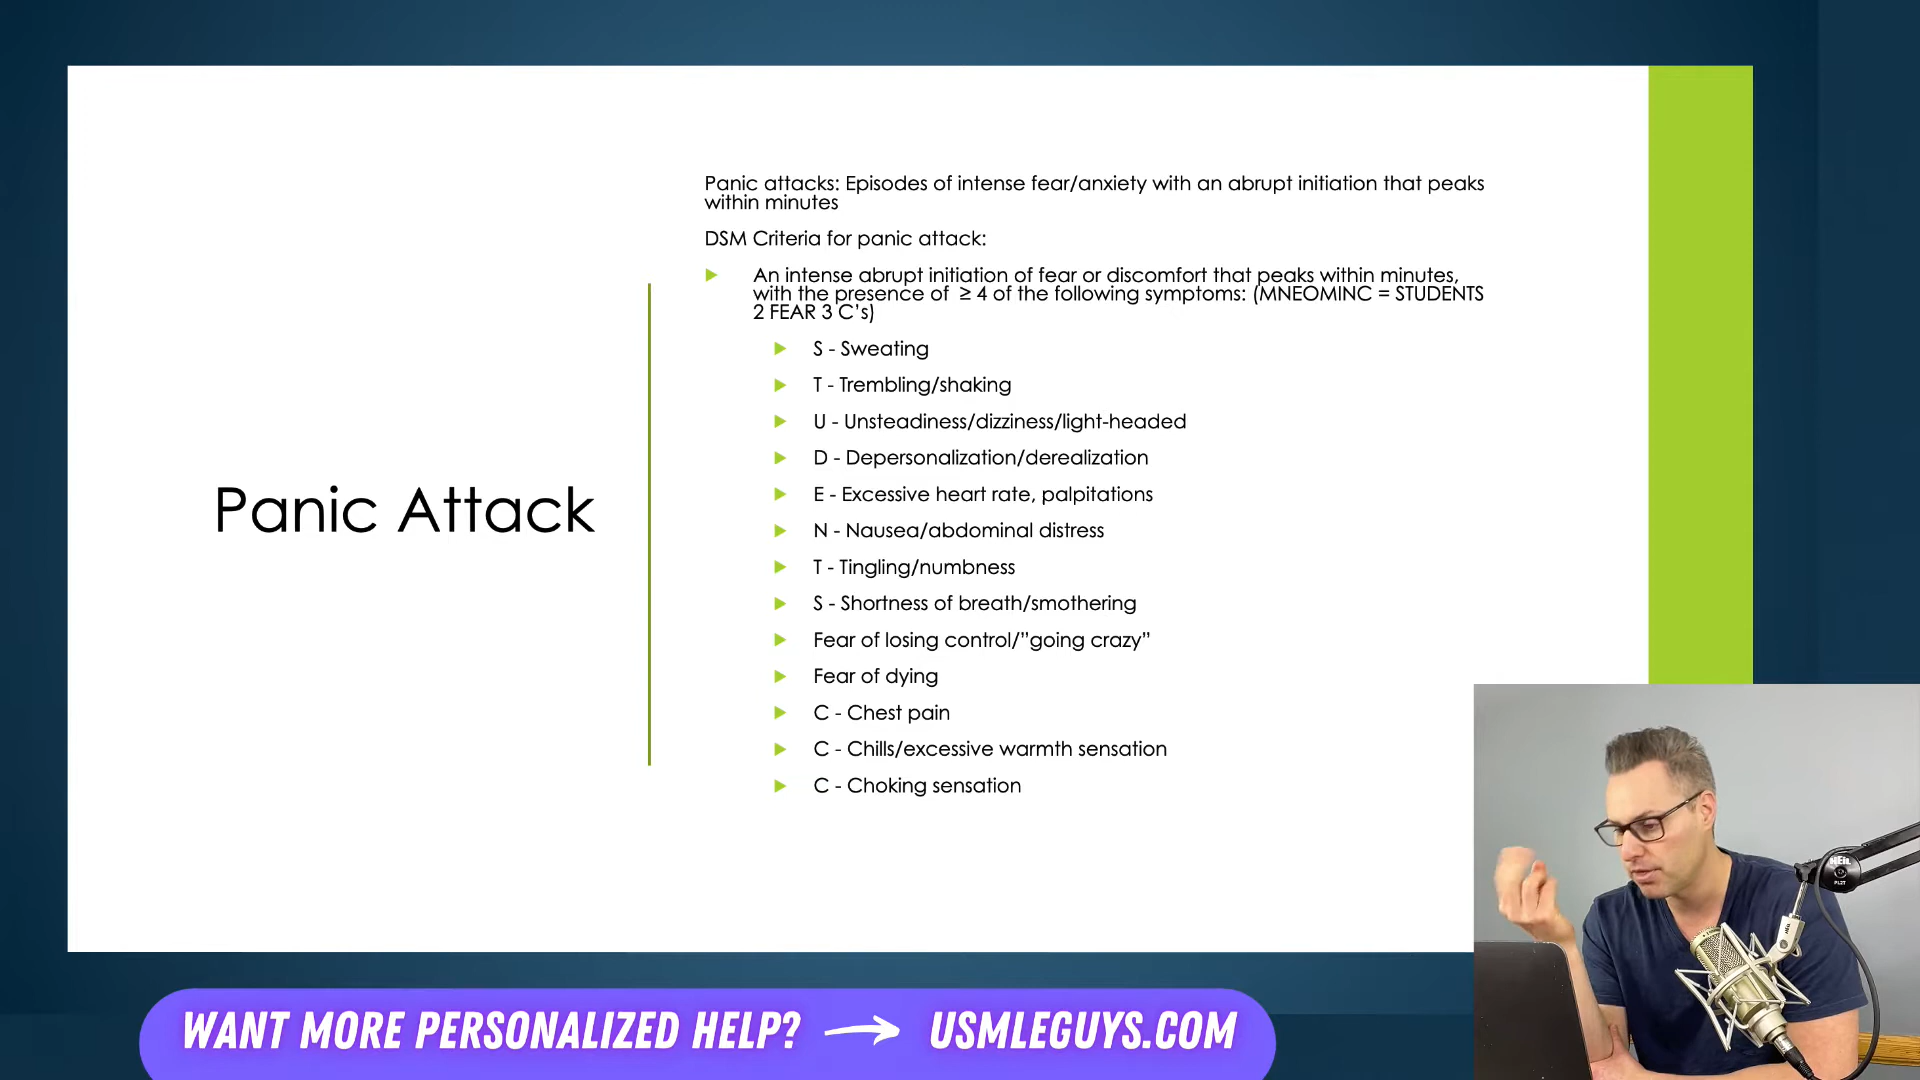 Panic attacks: Episodes of intense fear/anxiety with an abrupt initiation that peaks
within minutes
DSM Criteria for panic attack:
An intense abrupt initiation of fear or discomfort that peaks within minutes,
with the presence of ≥ 4 of the following symptoms: (MNEOMINC = STUDENTS
2 FEAR 3 C’s)
S - Sweating
T - Trembling/shaking
U - Unsteadiness/dizziness/light-headed
D - Depersonalization/derealization
E - Excessive heart rate, palpitations
Panic Attack
N - Nausea/abdominal distress
T - Tingling/numbness
S - Shortness of breath/smothering
Fear of losing control/”going crazy”
Fear of dying
C - Chest pain
C - Chills/excessive warmth sensation
C - Choking sensation
HEiL
PL2T
HEiL
WANT MORE PERSONALIZED HELP? → USMLEGUYS.COM